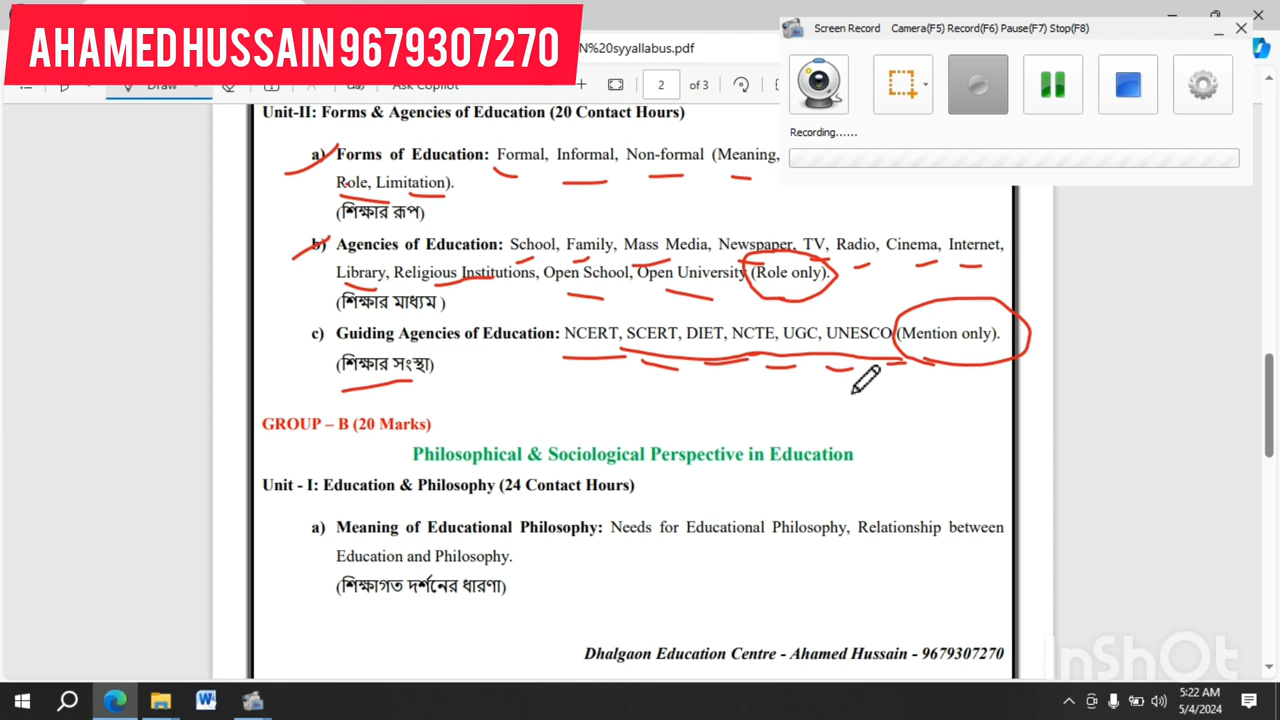 AHAMED HUSSAIN 9679307270
N%20syyallabus.pdf
Screen Record Camera(F5) Record(F6) Pause(F7) Stop(F8)
Draw
Ask Copilot
2 of 3
Recording......
Unit-II: Forms & Agencies of Education (20 Contact Hours)
a) Forms of Education: Formal, Informal, Non-formal (Meaning,
Role, Limitation).
(শিক্ষার রূপ)
b) Agencies of Education: School, Family, Mass Media, Newspaper, TV, Radio, Cinema, Internet,
Library, Religious Institutions, Open School, Open University (Role only).
(শিক্ষার মাধ্যম )
c) Guiding Agencies of Education: NCERT, SCERT, DIET, NCTE, UGC, UNESCO (Mention only).
(শিক্ষার সংস্থা)
GROUP – B (20 Marks)
Philosophical & Sociological Perspective in Education
Unit - I: Education & Philosophy (24 Contact Hours)
a) Meaning of Educational Philosophy: Needs for Educational Philosophy, Relationship between
Education and Philosophy.
(শিক্ষাগত দর্শনের ধারণা)
Dhalgaon Education Centre - Ahamed Hussain - 9679307270
InShOt
5:22 AM
5/4/2024